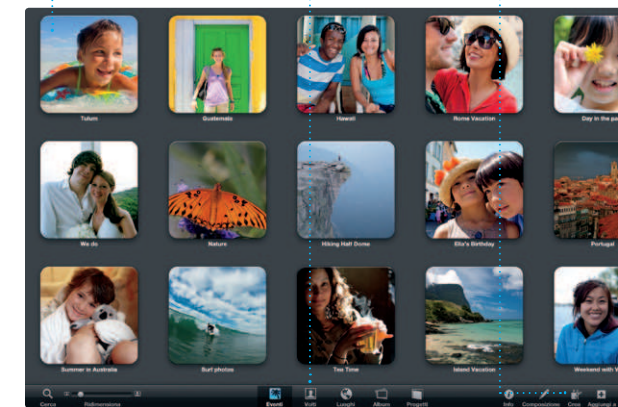 Tulum
Guatemala
Hawaii
Rome Vacation
Day in the pa
We do
Nature
Hiking Half Dome
Ella's Birthday
Portugal
Summer in Australia
Surf photos
Tea Time
Island Vacation
Weekend with V
Cerca
Ridimensiona
Eventi
Volti
Luoghi
Album
Progetti
Info
Composizione
Crea
Aggiungi a